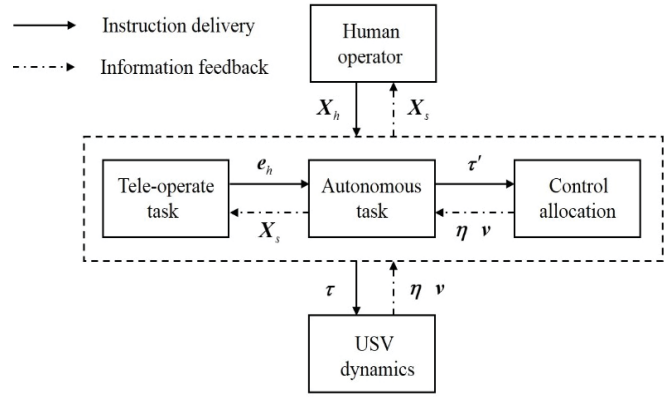 Instruction delivery
Information feedback
Human
operator
X_h
X_s
Tele-operate
task
e_h
X_s
Autonomous
task
τ′
η v
Control
allocation
τ
η v
USV
dynamics